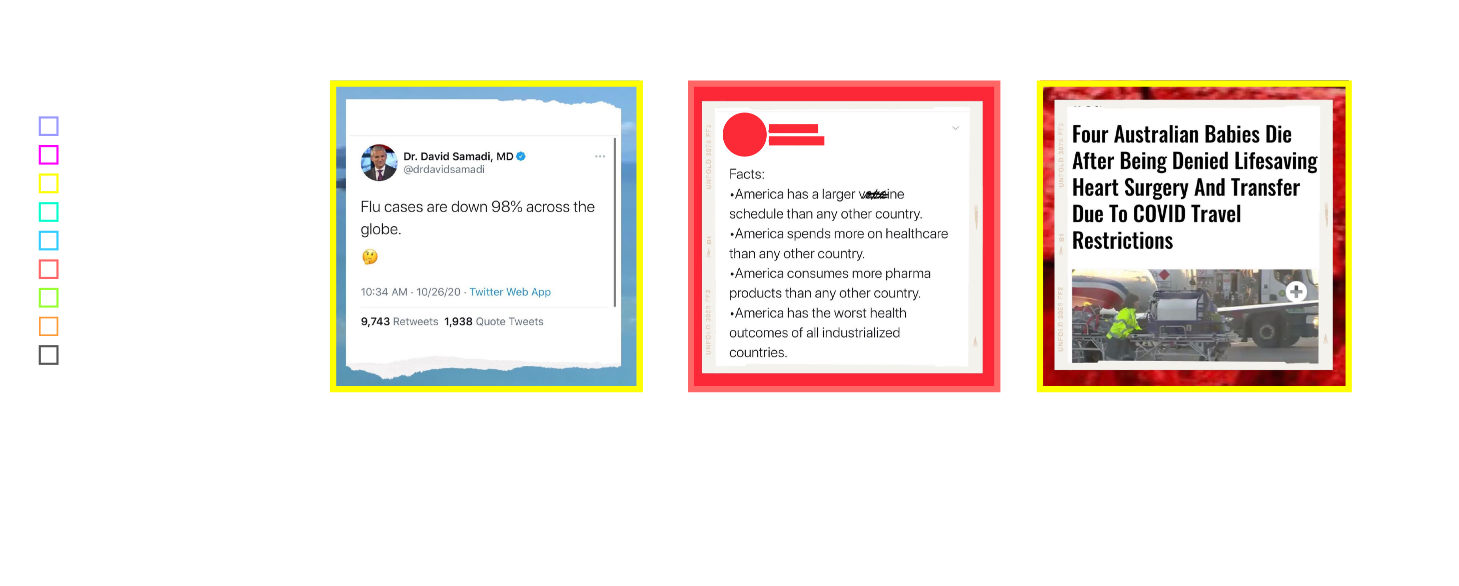 Dr. David Samadi, MD
@drdavidsamadi
Flu cases are down 98% across the
globe.
🤔
10:34 AM · 10/26/20 · Twitter Web App
9,743 Retweets 1,938 Quote Tweets
Facts:
•America has a larger
schedule than any other country.
•America spends more on healthcare
than any other country.
•America consumes more pharma
products than any other country.
•America has the worst health
outcomes of all industrialized
countries.
Four Australian Babies Die
After Being Denied Lifesaving
Heart Surgery And Transfer
Due To COVID Travel
Restrictions